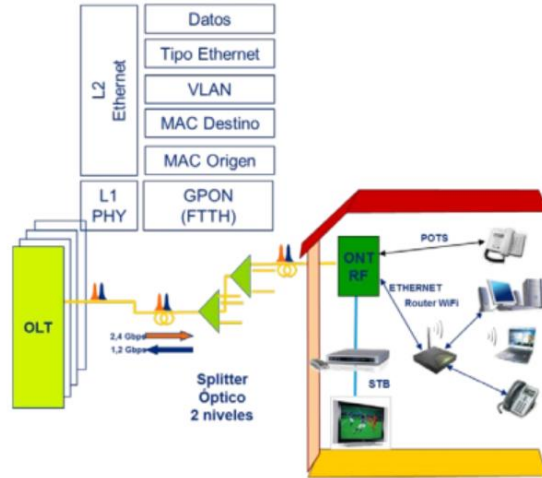 L2
Ethernet
Datos
Tipo Ethernet
VLAN
MAC Destino
MAC Origen
L1
PHY
GPON
(FTTH)
OLT
2,4 Gbps
1,2 Gbps
Splitter
Óptico
2 niveles
ONT
RF
POTS
ETHERNET
Router WiFi
STB